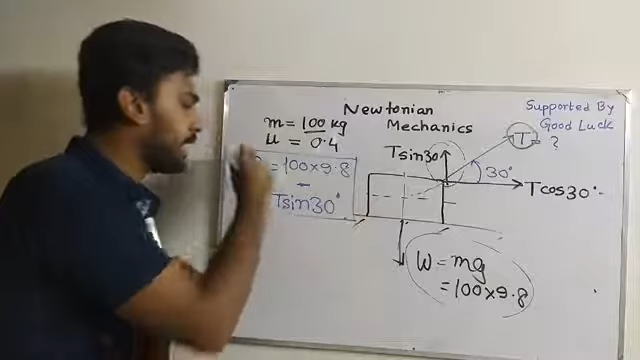 Newtonian
Mechanics
Supported By
Good Luck
m = 100 kg
μ = 0.4
= 100×9.8
-
Tsin30°
Tsin30
T = ?
30°
Tcos30°
W = mg
= 100×9.8